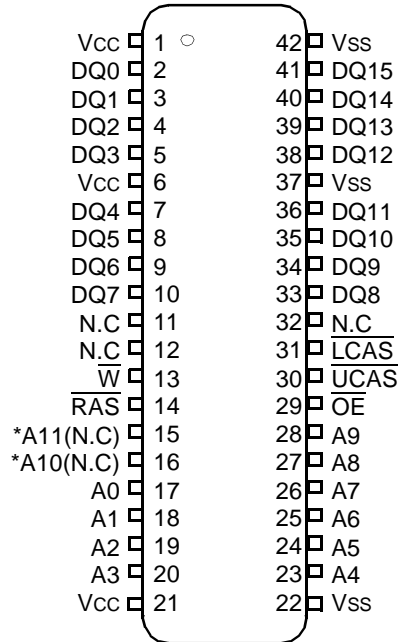 Vcc 1 42 Vss
DQ0 2 41 DQ15
DQ1 3 40 DQ14
DQ2 4 39 DQ13
DQ3 5 38 DQ12
Vcc 6 37 Vss
DQ4 7 36 DQ11
DQ5 8 35 DQ10
DQ6 9 34 DQ9
DQ7 10 33 DQ8
N.C 11 32 N.C
N.C 12 31 L̅C̅A̅S̅
W̅ 13 30 U̅C̅A̅S̅
R̅A̅S̅ 14 29 O̅E̅
*A11(N.C) 15 28 A9
*A10(N.C) 16 27 A8
A0 17 26 A7
A1 18 25 A6
A2 19 24 A5
A3 20 23 A4
Vcc 21 22 Vss